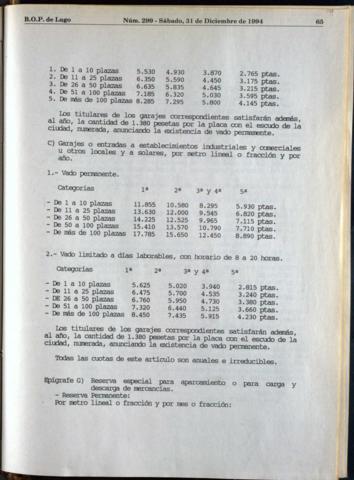 B.O.P. de Lugo Núm. 299 - Sábado, 31 de Diciembre de 1994 65
1. De 1 a 10 plazas 5.530 4.930 3.870 2.765 ptas.
2. De 11 a 25 plazas 6.350 5.590 4.450 3.175 ptas.
3. De 26 a 50 plazas 6.635 5.835 4.645 3.215 ptas.
4. De 51 a 100 plazas 7.185 6.320 5.030 3.595 ptas.
5. De más de 100 plazas 8.285 7.295 5.800 4.145 ptas.
Los titulares de los garajes correspondientes satisfarán además,
al año, la cantidad de 1.380 pesetas por la placa con el escudo de la
ciudad, numerada, anunciando la existencia de vado permanente.
C) Garajes o entradas a establecimientos industriales y comerciales
u otros locales y a solares, por metro lineal o fracción y por
año.
1.- Vado permanente.
Categorías 1ª 2ª 3ª y 4ª 5ª
- De 1 a 10 plazas 11.855 10.580 8.295 5.930 ptas.
- De 11 a 25 plazas 13.630 12.000 9.545 6.820 ptas.
- De 26 a 50 plazas 14.225 12.525 9.965 7.115 ptas.
- De 50 a 100 plazas 15.410 13.570 10.790 7.710 ptas.
- De más de 100 plazas 17.785 15.650 12.450 8.890 ptas.
2.- Vado limitado a días laborables, con horario de 8 a 20 horas.
Categorías 1ª 2ª 3ª y 4ª 5ª
- De 1 a 10 plazas 5.625 5.020 3.940 2.815 ptas.
- De 11 a 25 plazas 6.475 5.700 4.535 3.240 ptas.
- DE 26 a 50 plazas 6.760 5.950 4.730 3.380 ptas.
- De 51 a 100 plazas 7.320 6.440 5.125 3.660 ptas.
- De más de 100 plazas 8.450 7.435 5.915 4.230 ptas.
Los titulares de los garajes correspondientes satisfarán además,
al año, la cantidad de 1.380 pesetas por la placa con el escudo de la
ciudad, numerada, anunciando la existencia de vado permanente.
Todas las cuotas de este artículo son anuales e irreducibles.
Epígrafe G) Reserva especial para aparcamiento o para carga y
descarga de mercancías.
- Reserva Permanente:
Por metro lineal o fracción y por mes o fracción: